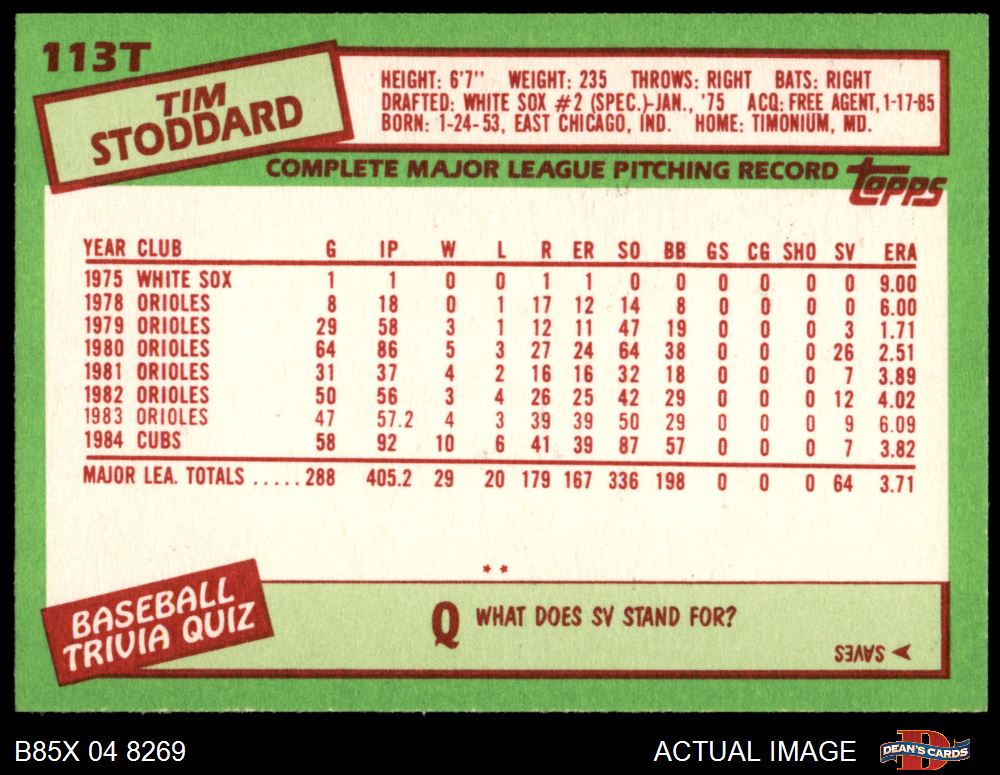 113T
TIM
STODDARD
HEIGHT: 6'7'' WEIGHT: 235 THROWS: RIGHT BATS: RIGHT
DRAFTED: WHITE SOX #2 (SPEC.)-JAN., '75 ACQ: FREE AGENT, 1-17-85
BORN: 1-24-53, EAST CHICAGO, IND. HOME: TIMONIUM, MD.
COMPLETE MAJOR LEAGUE PITCHING RECORD topps
YEAR CLUB G IP W L R ER SO BB GS CG SHO SV ERA
1975 WHITE SOX 1 1 0 0 1 1 0 0 0 0 0 0 9.00
1978 ORIOLES 8 18 0 1 17 12 14 8 0 0 0 0 6.00
1979 ORIOLES 29 58 3 1 12 11 47 19 0 0 0 3 1.71
1980 ORIOLES 64 86 5 3 27 24 64 38 0 0 0 26 2.51
1981 ORIOLES 31 37 4 2 16 16 32 18 0 0 0 7 3.89
1982 ORIOLES 50 56 3 4 26 25 42 29 0 0 0 12 4.02
1983 ORIOLES 47 57.2 4 3 39 39 50 29 0 0 0 9 6.09
1984 CUBS 58 92 10 6 41 39 87 57 0 0 0 7 3.82
MAJOR LEA. TOTALS .....288 405.2 29 20 179 167 336 198 0 0 0 64 3.71
**
BASEBALL
TRIVIA QUIZ
Q WHAT DOES SV STAND FOR?
SAVES
B85X 04 8269 ACTUAL IMAGE DEAN'S CARDS